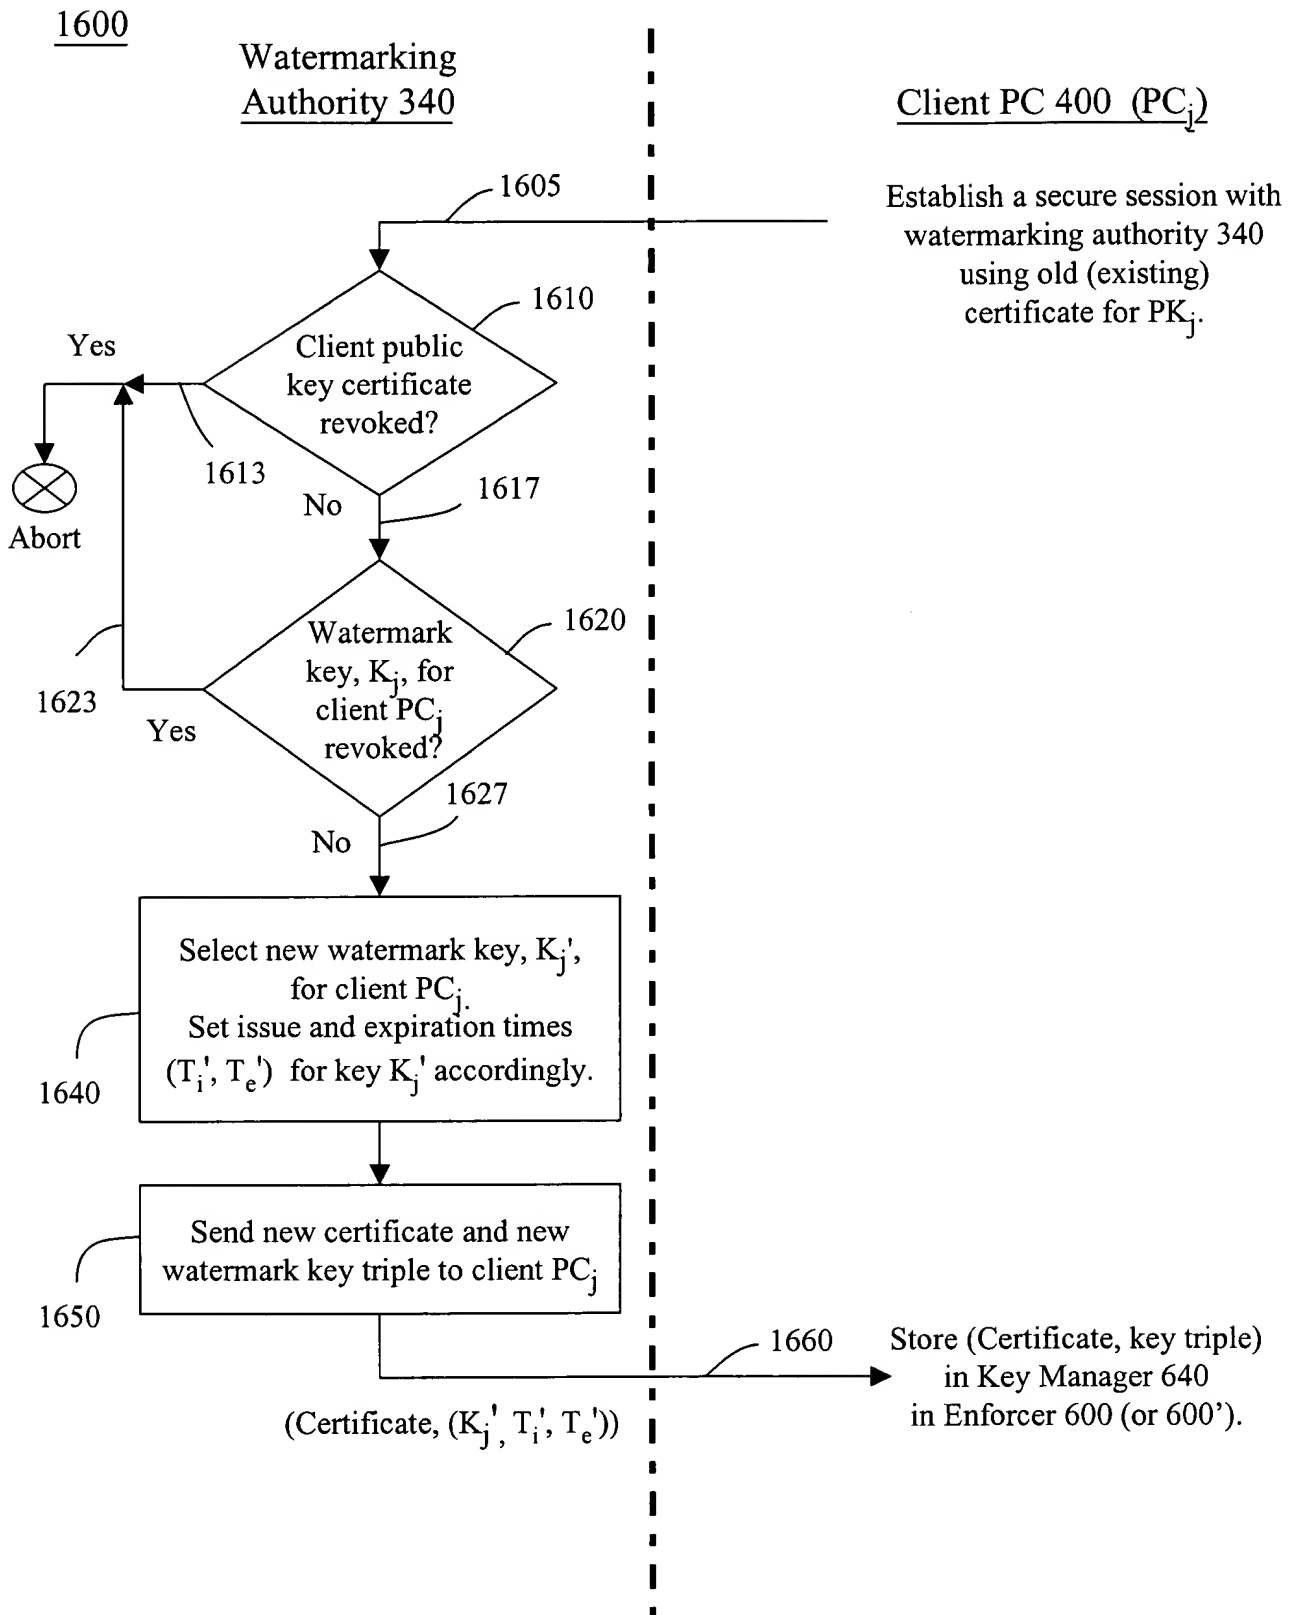 1600
Watermarking
Authority 340
Client PC 400 (PCj)
1605
Establish a secure session with
watermarking authority 340
using old (existing)
certificate for PKj.
1610
Client public
key certificate
revoked?
Yes
1613
Abort
No
1617
1620
Watermark
key, Kj, for
client PCj
revoked?
1623
Yes
1627
No
Select new watermark key, Kj',
for client PCj.
Set issue and expiration times
(Ti', Te') for key Kj' accordingly.
1640
Send new certificate and new
watermark key triple to client PCj
1650
1660
Store (Certificate, key triple)
in Key Manager 640
in Enforcer 600 (or 600').
(Certificate, (Kj', Ti', Te'))